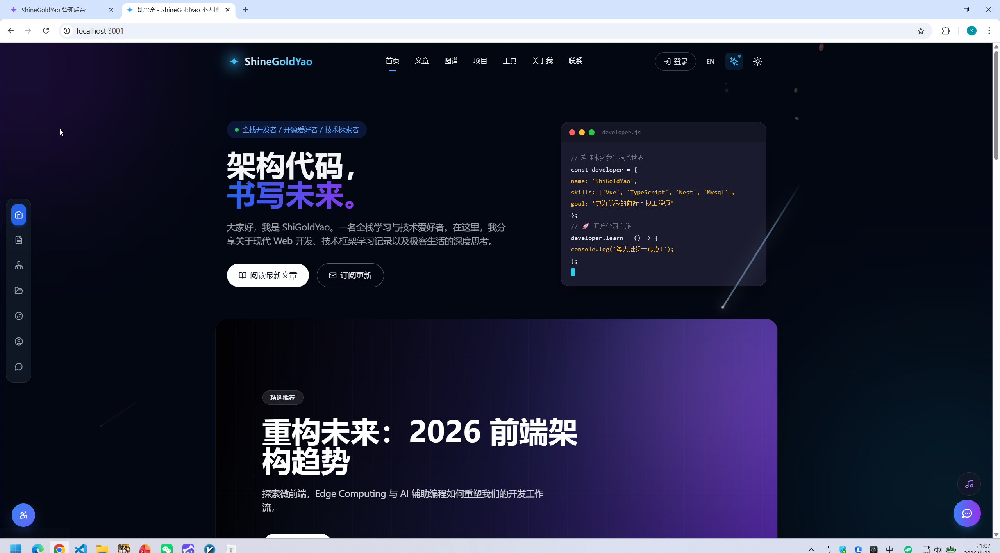 ShineGoldYao 管理后台
姚兴金 - ShineGoldYao 个人技
localhost:3001
X
ShineGoldYao
首页
文章
图谱
项目
工具
关于我
联系
登录
EN
全栈开发者 / 开源爱好者 / 技术探索者
架构代码，
书写未来。
大家好，我是 ShiGoldYao。一名全栈学习与技术爱好者。在这里，我分
享关于现代 Web 开发、技术框架学习记录以及极客生活的深度思考。
阅读最新文章
订阅更新
developer.js
// 欢迎来到我的技术世界
const developer = {
name: 'ShiGoldYao',
skills: ['Vue', 'TypeScript', 'Nest', 'Mysql'],
goal: '成为优秀的前端全栈工程师'
};
// 🚀 开启学习之旅
developer.learn = () => {
console.log('每天进步一点点!');
};
精选推荐
重构未来：2026 前端架
构趋势
探索微前端，Edge Computing 与 AI 辅助编程如何重塑我们的开发工作
流，
中
21:07